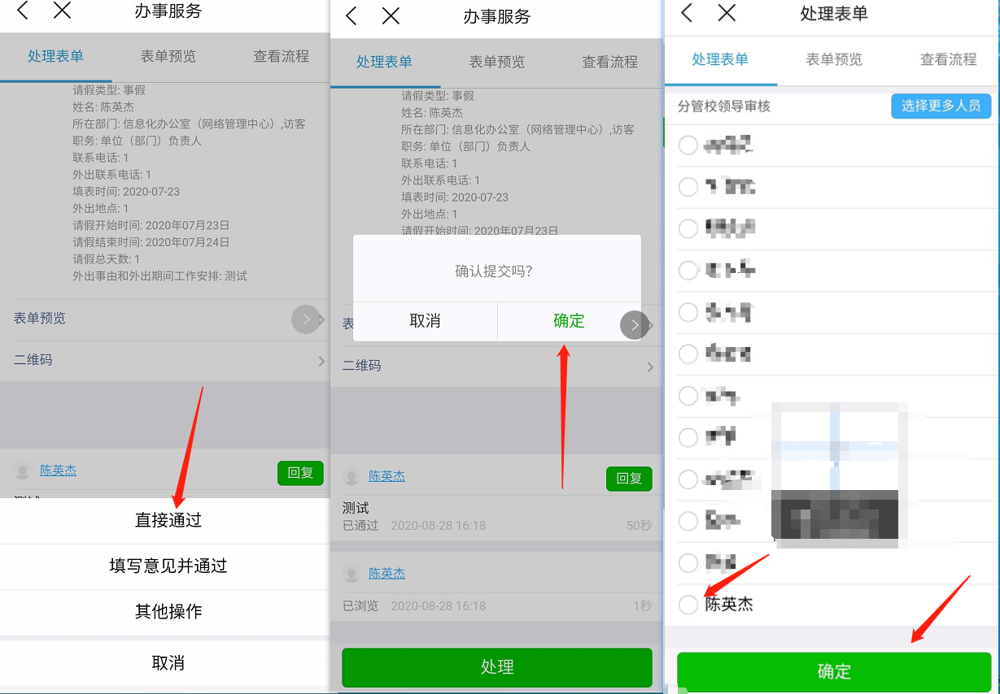 办事服务
处理表单
表单预览
查看流程
请假类型: 事假
姓名: 陈英杰
所在部门: 信息化办公室（网络管理中心）,访客
职务: 单位（部门）负责人
联系电话: 1
外出联系电话: 1
填表时间: 2020-07-23
外出地点: 1
请假开始时间: 2020年07月23日
请假结束时间: 2020年07月24日
请假总天数: 1
外出事由和外出期间工作安排: 测试
表单预览
二维码
陈英杰
回复
直接通过
填写意见并通过
其他操作
取消
办事服务
处理表单
表单预览
查看流程
请假类型: 事假
姓名: 陈英杰
所在部门: 信息化办公室（网络管理中心）,访客
职务: 单位（部门）负责人
联系电话: 1
外出联系电话: 1
填表时间: 2020-07-23
外出地点: 1
请假开始时间: 2020年07月23日
确认提交吗?
取消
确定
表
二维码
陈英杰
回复
测试
已通过 2020-08-28 16:18 50秒
陈英杰
已浏览 2020-08-28 16:18 1秒
处理
处理表单
处理表单
表单预览
查看流程
分管校领导审核
选择更多人员
陈英杰
确定